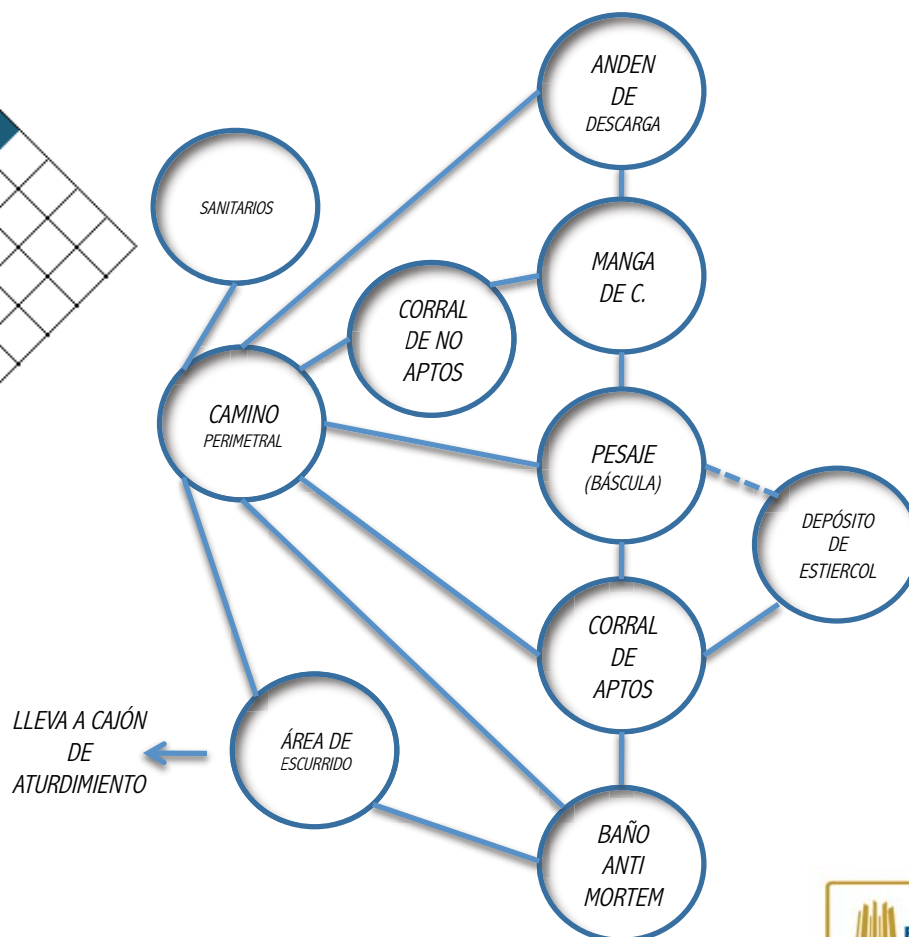 ANDEN
DE
DESCARGA
SANITARIOS
MANGA
DE C.
CORRAL
DE NO
APTOS
CAMINO
PERIMETRAL
PESAJE
(BÁSCULA)
DEPÓSITO
DE
ESTIERCOL
CORRAL
DE
APTOS
LLEVA A CAJÓN
DE
ATURDIMIENTO
ÁREA DE
ESCURRIDO
BAÑO
ANTI
MORTEM